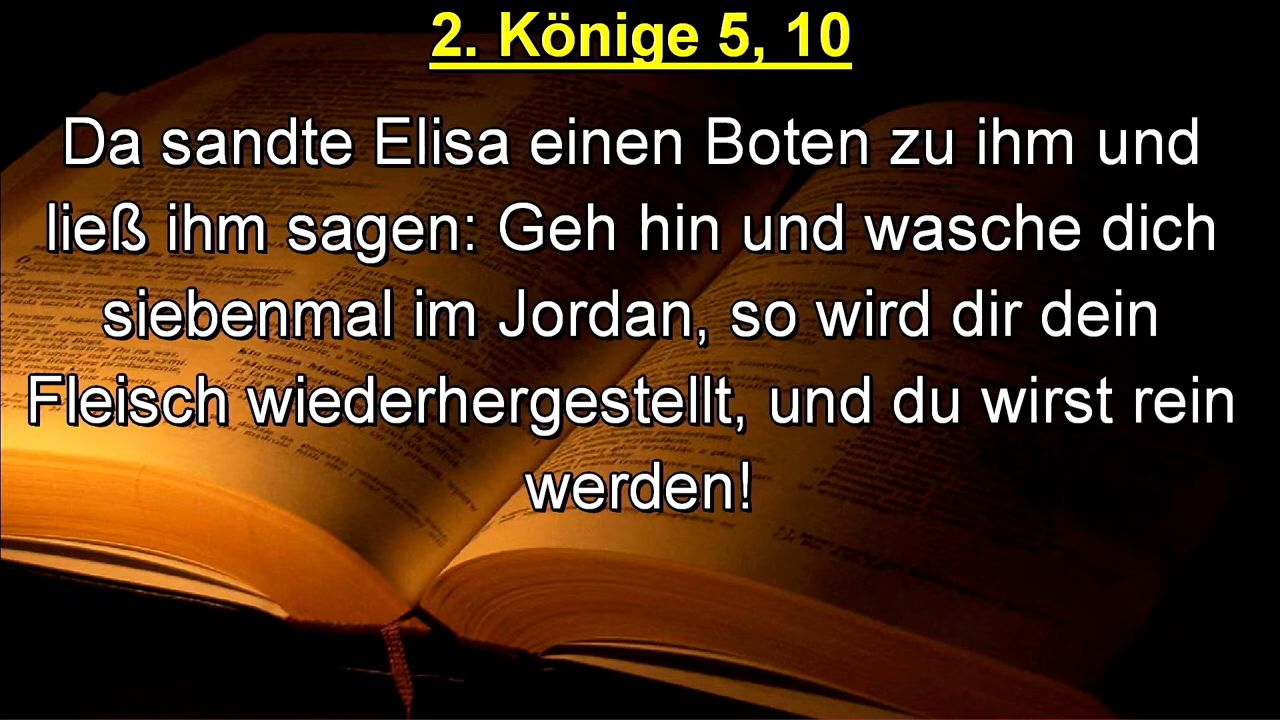 2. Könige 5, 10
Da sandte Elisa einen Boten zu ihm und
ließ ihm sagen: Geh hin und wasche dich
siebenmal im Jordan, so wird dir dein
Fleisch wiederhergestellt, und du wirst rein
werden!